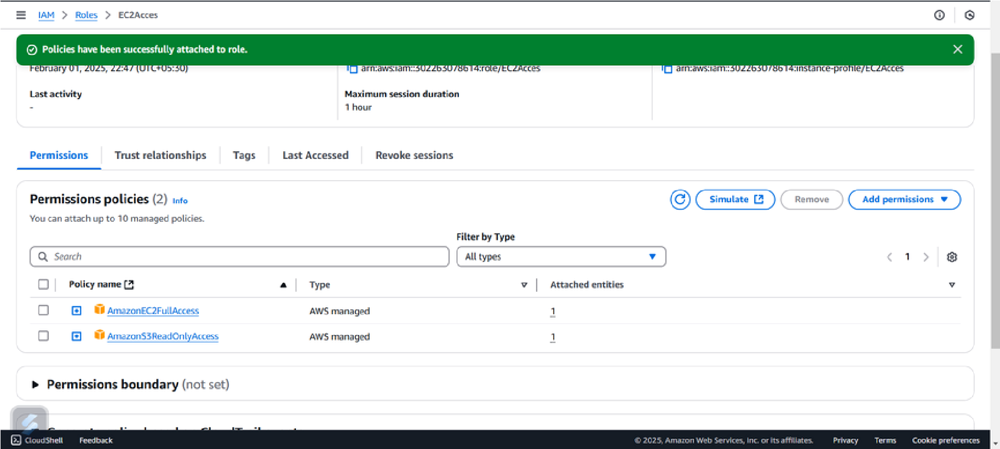 IAM > Roles > EC2Acces
Policies have been successfully attached to role.
February 01, 2025, 22:47 (UTC+05:30)
arn:aws:iam::302263078614:role/EC2Acces
arn:aws:iam::302263078614:instance-profile/EC2Acces
Last activity
-
Maximum session duration
1 hour
Permissions
Trust relationships
Tags
Last Accessed
Revoke sessions
Permissions policies (2) Info
Simulate
Remove
Add permissions
You can attach up to 10 managed policies.
Filter by Type
Search
All types
1
Policy name
Type
Attached entities
AmazonEC2FullAccess
AWS managed
1
AmazonS3ReadOnlyAccess
AWS managed
1
Permissions boundary (not set)
CloudShell
Feedback
© 2025, Amazon Web Services, Inc. or its affiliates.
Privacy
Terms
Cookie preferences